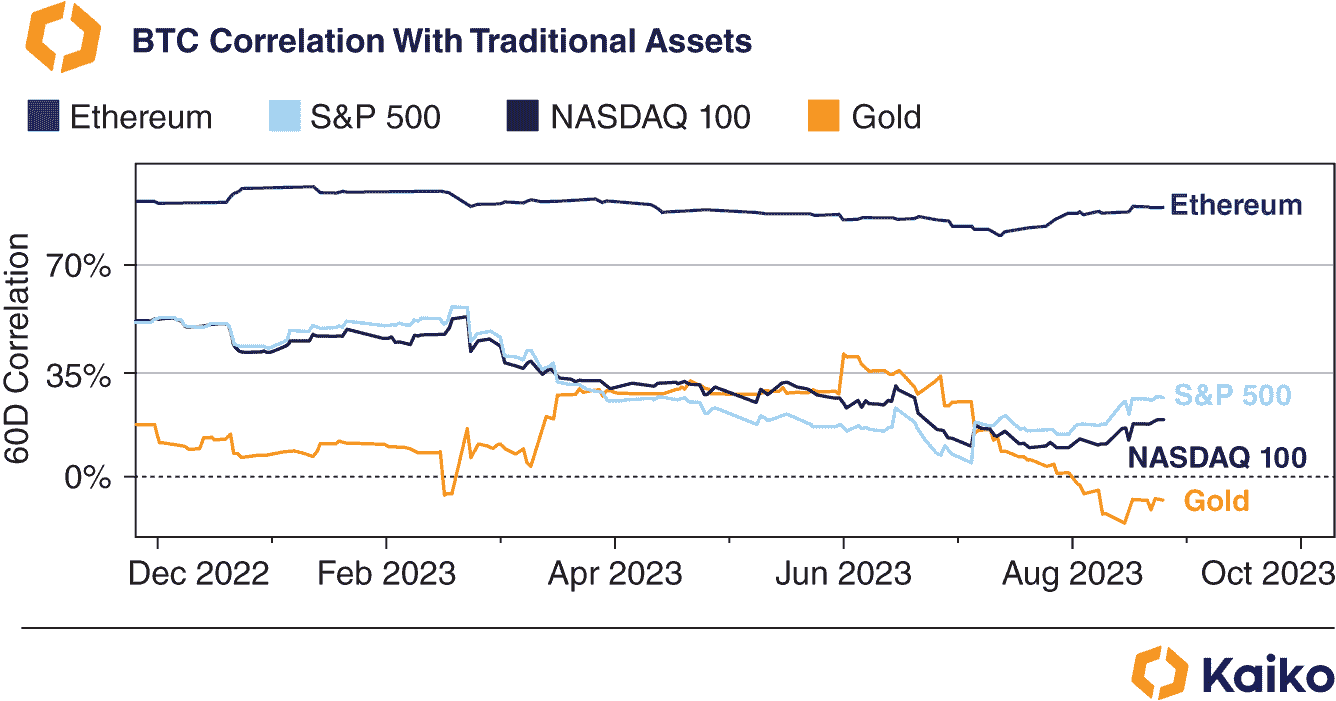 BTC Correlation With Traditional Assets
Ethereum S&P 500 NASDAQ 100 Gold
60D Correlation
70%
35%
0%
Ethereum
S&P 500
NASDAQ 100
Gold
Dec 2022 Feb 2023 Apr 2023 Jun 2023 Aug 2023 Oct 2023
Kaiko